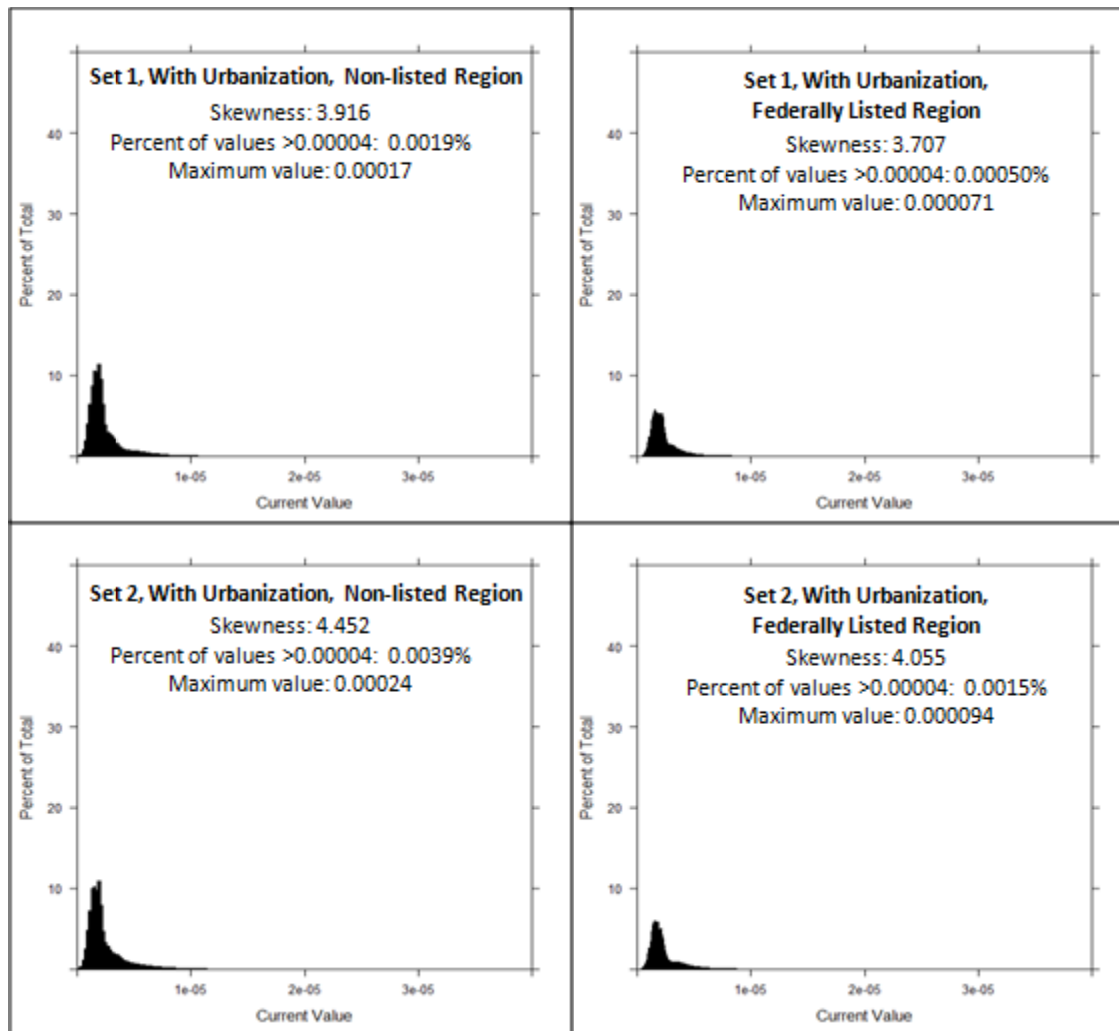 Set 1, With Urbanization, Non-listed Region
Skewness: 3.916
Percent of values >0.00004: 0.0019%
Maximum value: 0.00017
Percent of Total
40
30
20
10
1e-05
2e-05
3e-05
Current Value
Set 1, With Urbanization,
Federally Listed Region
Skewness: 3.707
Percent of values >0.00004: 0.00050%
Maximum value: 0.000071
Percent of Total
40
30
20
10
1e-05
2e-05
3e-05
Current Value
Set 2, With Urbanization, Non-listed Region
Skewness: 4.452
Percent of values >0.00004: 0.0039%
Maximum value: 0.00024
Percent of Total
40
30
20
10
1e-05
2e-05
3e-05
Current Value
Set 2, With Urbanization,
Federally Listed Region
Skewness: 4.055
Percent of values >0.00004: 0.0015%
Maximum value: 0.000094
Percent of Total
40
30
20
10
1e-05
2e-05
3e-05
Current Value